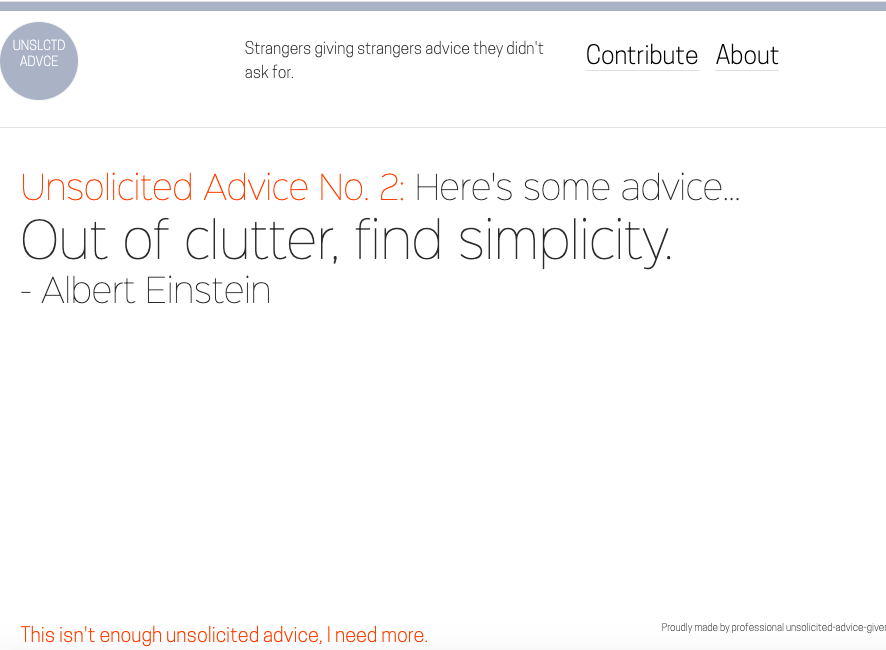 UNSLCTD
ADVCE
Strangers giving strangers advice they didn't
ask for.
Contribute About
Unsolicited Advice No. 2: Here's some advice...
Out of clutter, find simplicity.
- Albert Einstein
This isn't enough unsolicited advice, I need more.
Proudly made by professional unsolicited-advice-giver